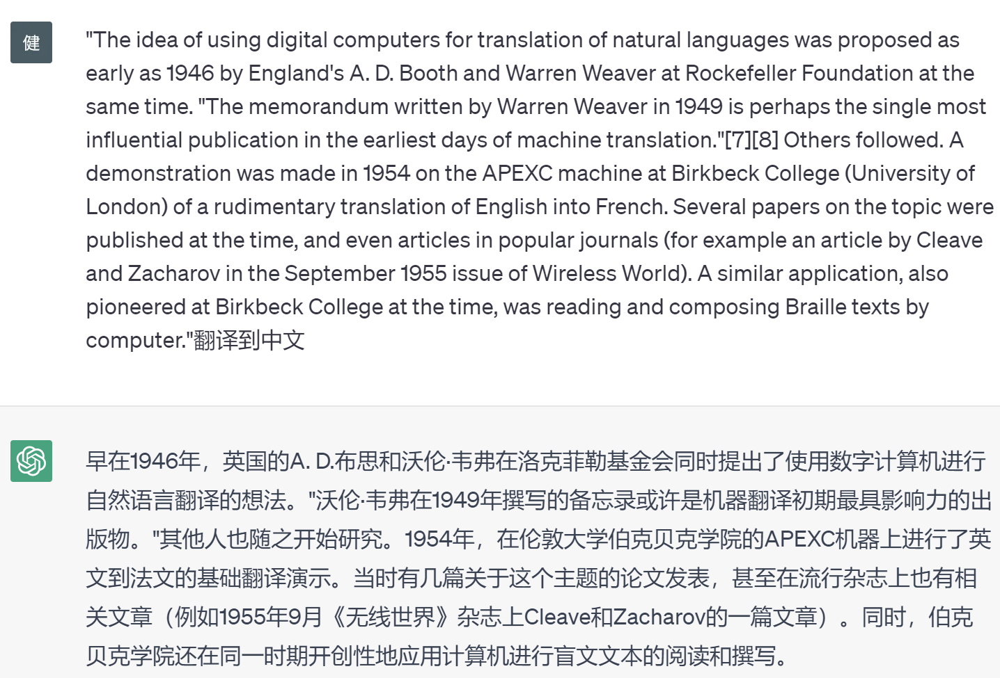 健
"The idea of using digital computers for translation of natural languages was proposed as
early as 1946 by England's A. D. Booth and Warren Weaver at Rockefeller Foundation at the
same time. "The memorandum written by Warren Weaver in 1949 is perhaps the single most
influential publication in the earliest days of machine translation."[7][8] Others followed. A
demonstration was made in 1954 on the APEXC machine at Birkbeck College (University of
London) of a rudimentary translation of English into French. Several papers on the topic were
published at the time, and even articles in popular journals (for example an article by Cleave
and Zacharov in the September 1955 issue of Wireless World). A similar application, also
pioneered at Birkbeck College at the time, was reading and composing Braille texts by
computer."翻译到中文
早在1946年，英国的A. D.布思和沃伦·韦弗在洛克菲勒基金会同时提出了使用数字计算机进行
自然语言翻译的想法。"沃伦·韦弗在1949年撰写的备忘录或许是机器翻译初期最具影响力的出
版物。"其他人也随之开始研究。1954年，在伦敦大学伯克贝克学院的APEXC机器上进行了英
文到法文的基础翻译演示。当时有几篇关于这个主题的论文发表，甚至在流行杂志上也有相
关文章（例如1955年9月《无线世界》杂志上Cleave和Zacharov的一篇文章）。同时，伯克
贝克学院还在同一时期开创性地应用计算机进行盲文文本的阅读和撰写。